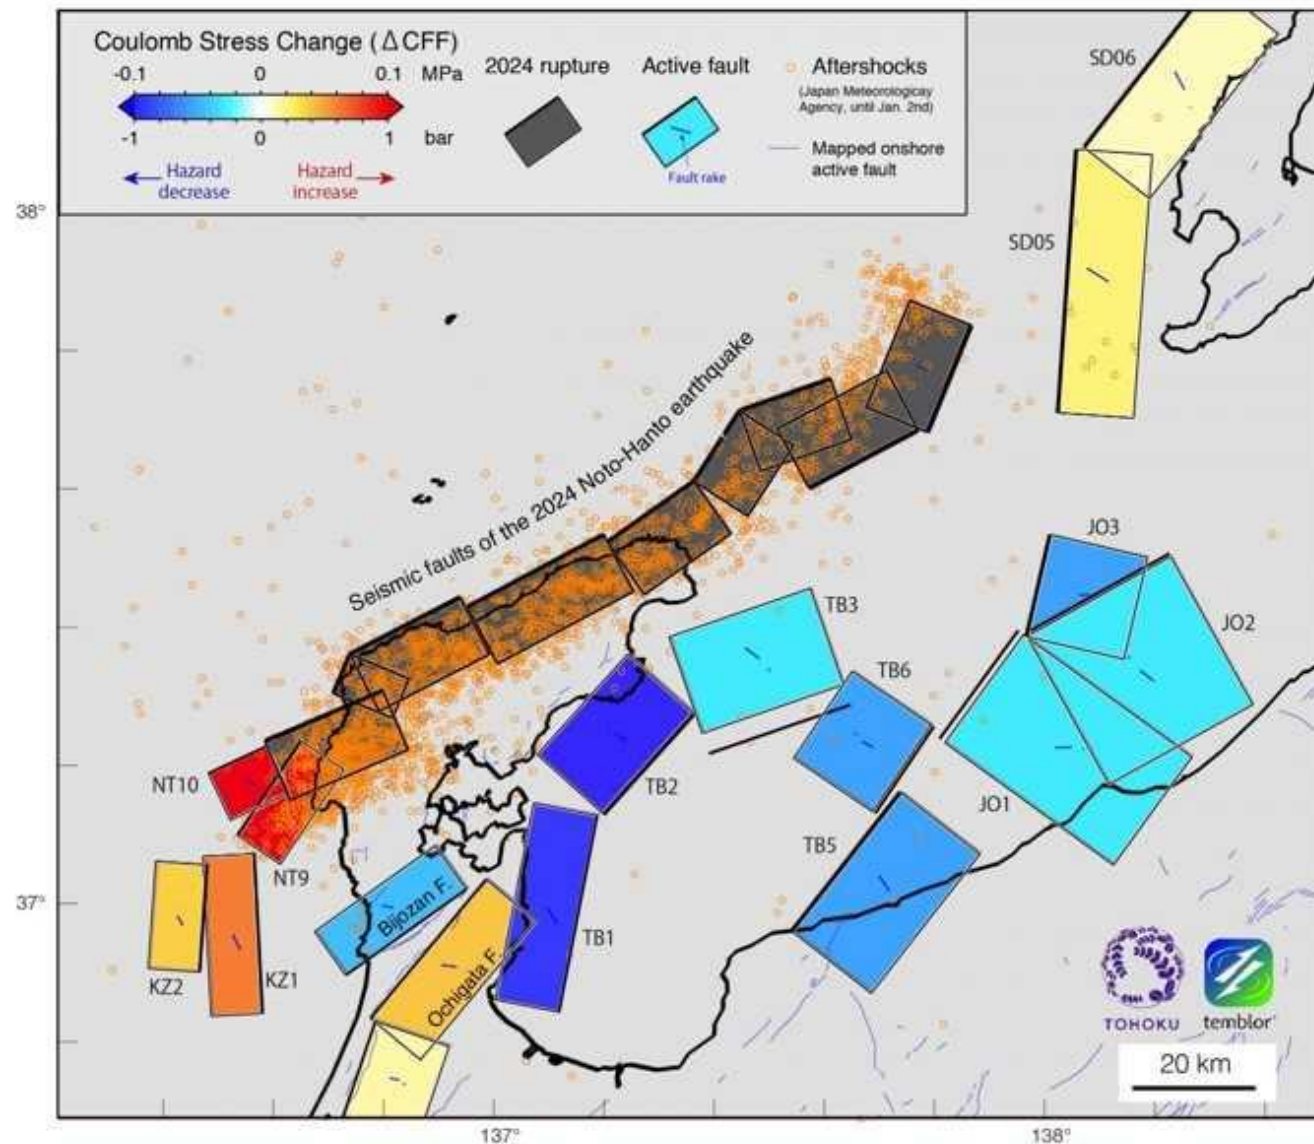 Coulomb Stress Change (ΔCFF)
-0.1 0 0.1 MPa
-1 0 1 bar
Hazard decrease
Hazard increase
2024 rupture
Active fault
Fault rake
Aftershocks
(Japan Meteorologicay
Agency, until Jan. 2nd)
Mapped onshore
active fault
SD06
38°
SD05
Seismic faults of the 2024 Noto-Hanto earthquake
JO3
TB3
JO2
TB6
NT10
TB2
JO1
TB5
NT9
37°
Bijozan F.
TB1
KZ2
KZ1
Ochigata F.
TOHOKU
temblor
20 km
137°
138°